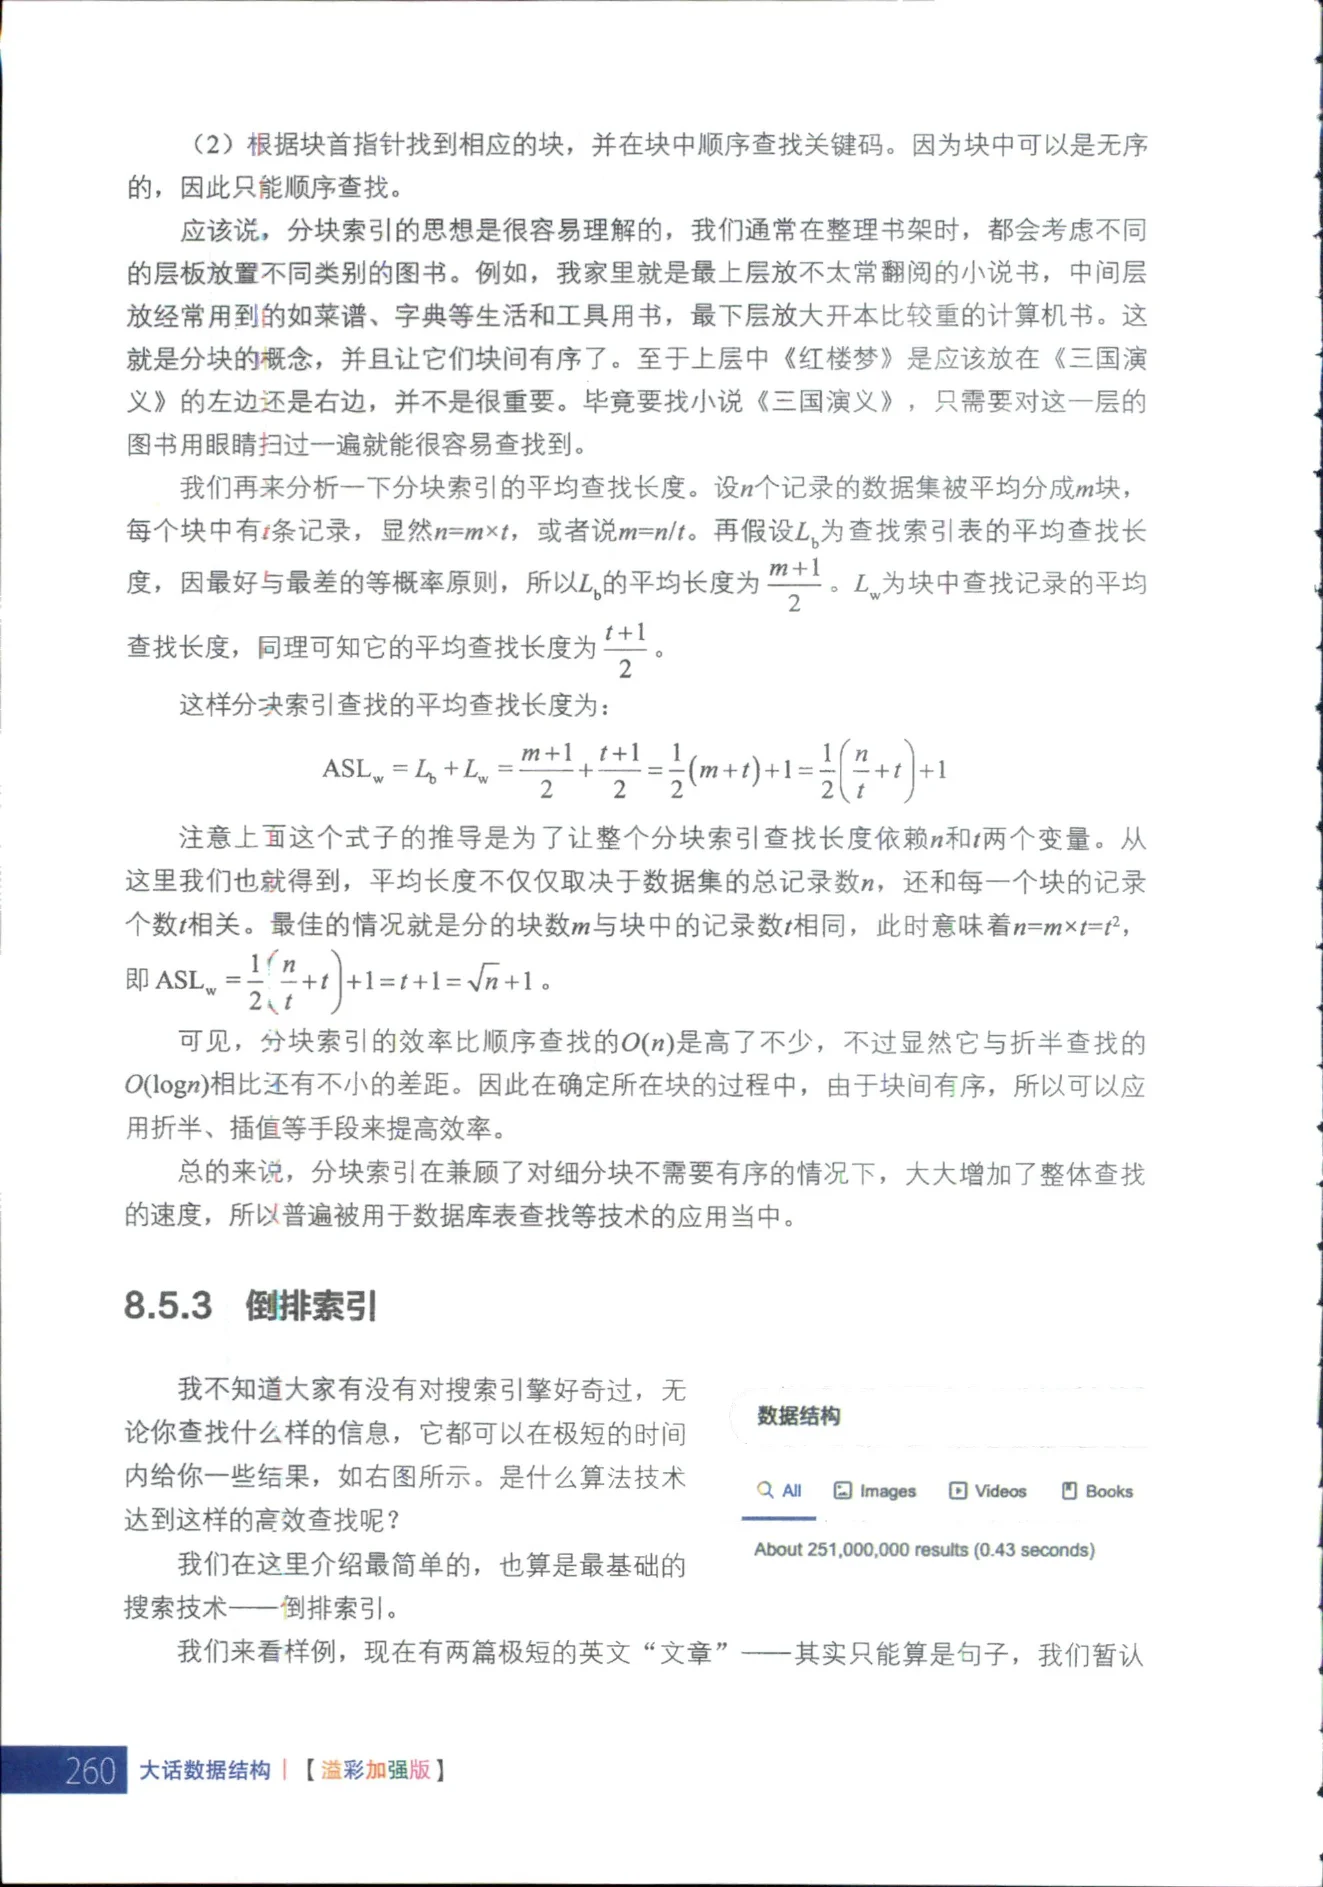 （2）根据块首指针找到相应的块，并在块中顺序查找关键码。因为块中可以是无序
的，因此只能顺序查找。
应该说，分块索引的思想是很容易理解的，我们通常在整理书架时，都会考虑不同
的层板放置不同类别的图书。例如，我家里就是最上层放不太常翻阅的小说书，中间层
放经常用到的如菜谱、字典等生活和工具用书，最下层放大开本比较重的计算机书。这
就是分块的概念，并且让它们块间有序了。至于上层中《红楼梦》是应该放在《三国演
义》的左边还是右边，并不是很重要。毕竟要找小说《三国演义》，只需要对这一层的
图书用眼睛扫过一遍就能很容易查找到。
我们再来分析一下分块索引的平均查找长度。设n个记录的数据集被平均分成m块，
每个块中有t条记录，显然n=m×t，或者说m=n/t。再假设L_b为查找索引表的平均查找长
度，因最好与最差的等概率原则，所以L_b的平均长度为 (m+1)/2 。L_w为块中查找记录的平均
查找长度，同理可知它的平均查找长度为 (t+1)/2 。
这样分块索引查找的平均查找长度为：
ASL_w = L_b + L_w = (m+1)/2 + (t+1)/2 = 1/2(m+t)+1 = 1/2(n/t+t)+1
注意上面这个式子的推导是为了让整个分块索引查找长度依赖n和t两个变量。从
这里我们也就得到，平均长度不仅仅取决于数据集的总记录数n，还和每一个块的记录
个数t相关。最佳的情况就是分的块数m与块中的记录数t相同，此时意味着n=m×t=t²，
即 ASL_w = 1/2(n/t+t)+1=t+1=√n+1 。
可见，分块索引的效率比顺序查找的O(n)是高了不少，不过显然它与折半查找的
O(logn)相比还有不小的差距。因此在确定所在块的过程中，由于块间有序，所以可以应
用折半、插值等手段来提高效率。
总的来说，分块索引在兼顾了对细分块不需要有序的情况下，大大增加了整体查找
的速度，所以普遍被用于数据库表查找等技术的应用当中。
8.5.3 倒排索引
我不知道大家有没有对搜索引擎好奇过，无
论你查找什么样的信息，它都可以在极短的时间
内给你一些结果，如右图所示。是什么算法技术
达到这样的高效查找呢？
我们在这里介绍最简单的，也算是最基础的
搜索技术——倒排索引。
数据结构
All Images Videos Books
About 251,000,000 results (0.43 seconds)
我们来看样例，现在有两篇极短的英文“文章”——其实只能算是句子，我们暂认
260 大话数据结构｜【溢彩加强版】